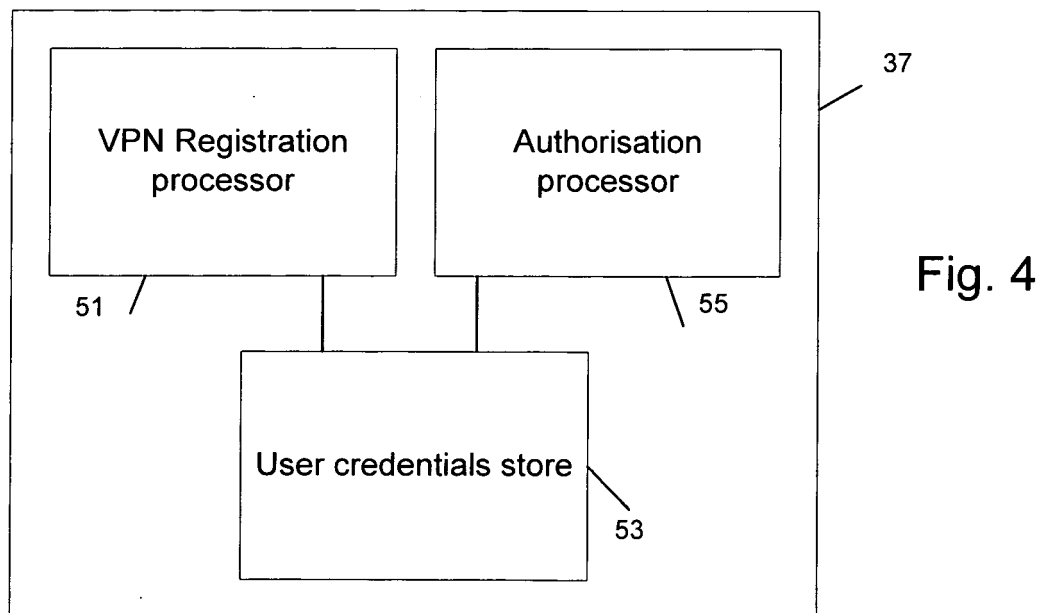 VPN Registration
processor
Authorisation
processor
37
51
55
Fig. 4
User credentials store
53